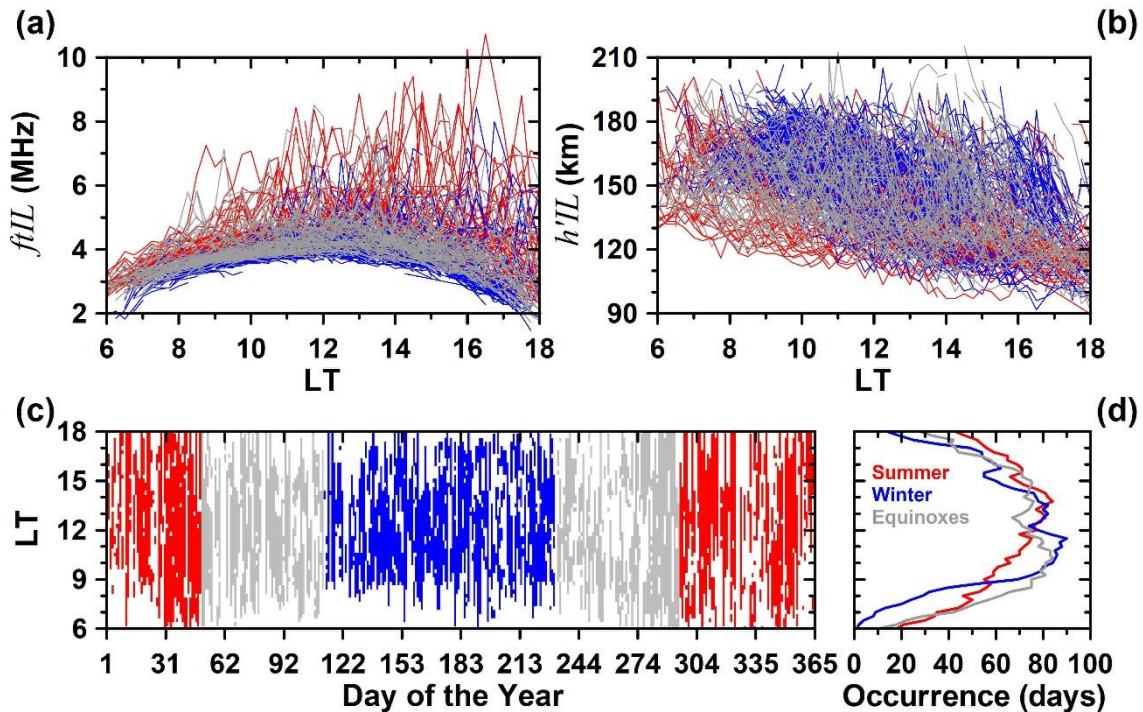 (a)
(b)
10
8
6
4
2
ftIL (MHz)
6 8 10 12 14 16 18
LT
210
180
150
120
90
h'IL (km)
6 8 10 12 14 16 18
LT
(c)
(d)
18
15
12
9
6
LT
1 31 62 92 122 153 183 213 244 274 304 335 365
Day of the Year
Summer
Winter
Equinoxes
0 20 40 60 80 100
Occurrence (days)